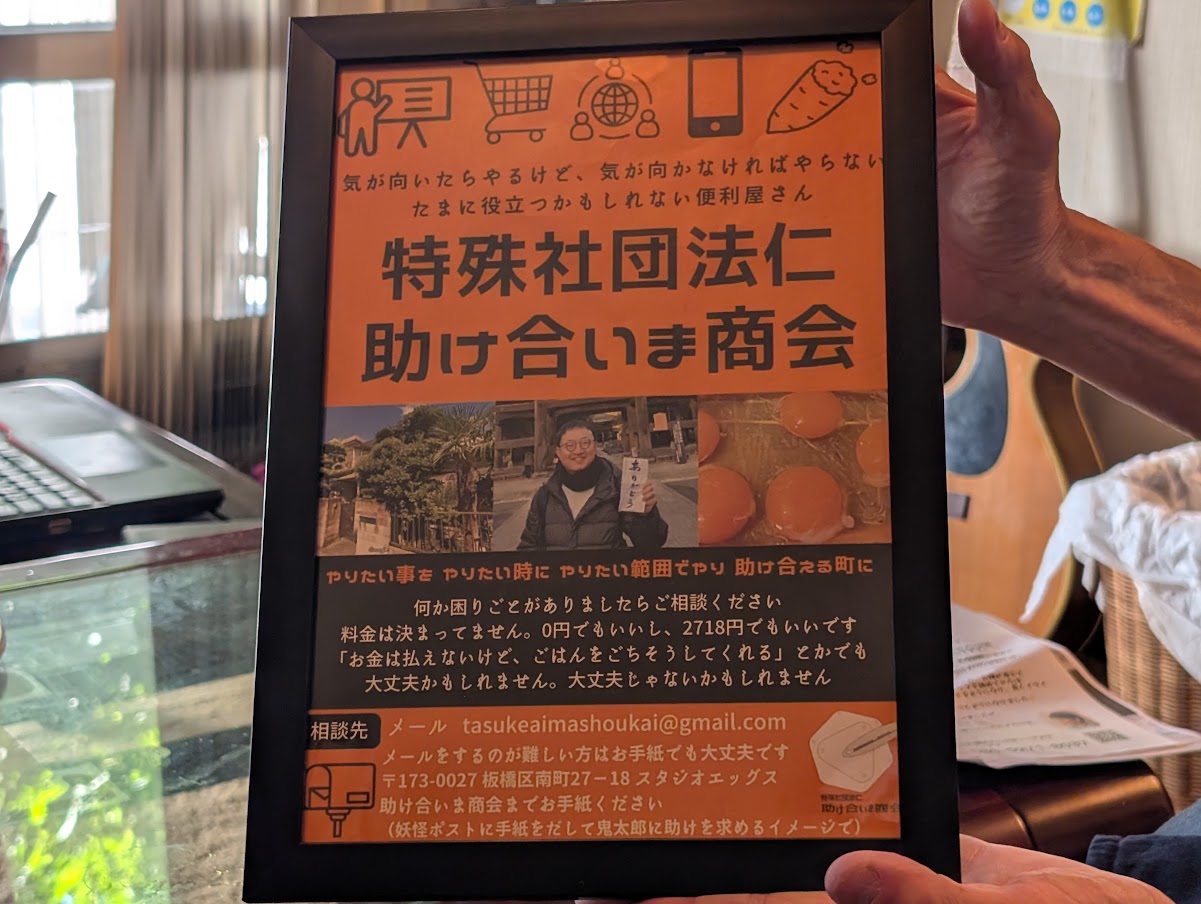 気が向いたらやるけど、気が向かなければやらない
たまに役立つかもしれない便利屋さん
特殊社団法仁
助け合いま商会
ありがとう
やりたい事を やりたい時に やりたい範囲でやり 助け合える町に
何か困りごとがありましたらご相談ください
料金は決まってません。0円でもいいし、2718円でもいいです
「お金は払えないけど、ごはんをごちそうしてくれる」とかでも
大丈夫かもしれません。大丈夫じゃないかもしれません
相談先 メール tasukeaimashoukai@gmail.com
メールをするのが難しい方はお手紙でも大丈夫です
〒173-0027 板橋区南町27−18 スタジオエッグス
助け合いま商会までお手紙ください
（妖怪ポストに手紙をだして鬼太郎に助けを求めるイメージで）
特殊社団法仁
助け合いま商会